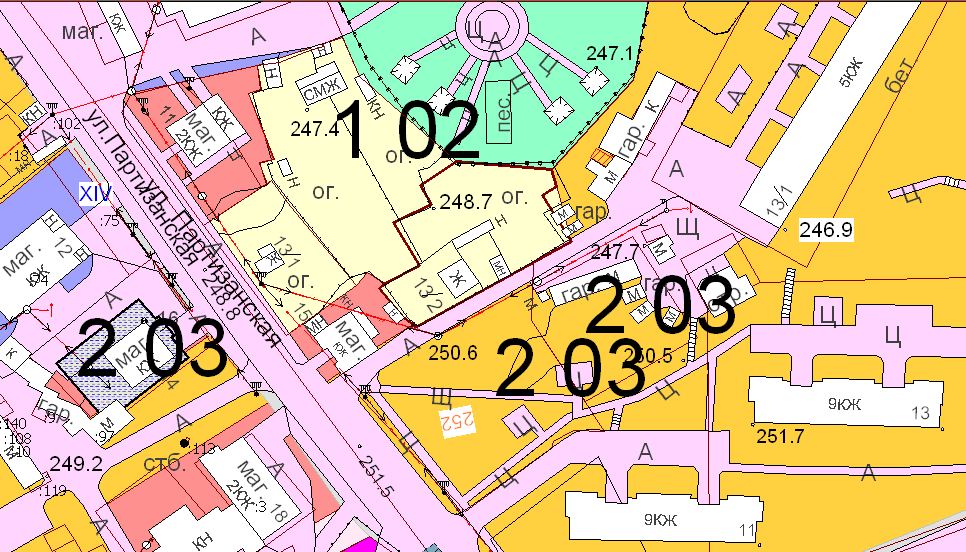 маг.
КЖ
А
Ц
А
А
Ц
Ц
Ц
247.1
А
А
5КЖ
бет
А
КН
:102
А
:18
11
маг.
2КЖ
КЖ
Ц
Н
Н
СМЖ
КН
247.4
1 02
ог.
пес.
гар.
К
М
А
А
13/1
Ц
ул.Партизанская
ул. Партизанская
XIV
:75
ог.
Н
248.7
ог.
Н
М
М
гар.
Щ
246.9
маг.
12
Н
Н
КЖ
А
248.8
А
13/1
Ж
ог.
13/2
Ж
МН
247.7
М
гар.
М
М
М
2 03
К
2 03
маг.
15
МН
КН
маг.
КЖ
А
250.6
2 03
250.5
Ц
Ц
Ц
Ц
9КЖ
13
251.7
гар.
:97
М
:97
:140
:108
А
Щ
252
Ц
Ц
249.2
стб.
:113
:119
М
А
маг.
2КЖ
:3
18
А
КН
251.5
Ц
А
А
9КЖ
11